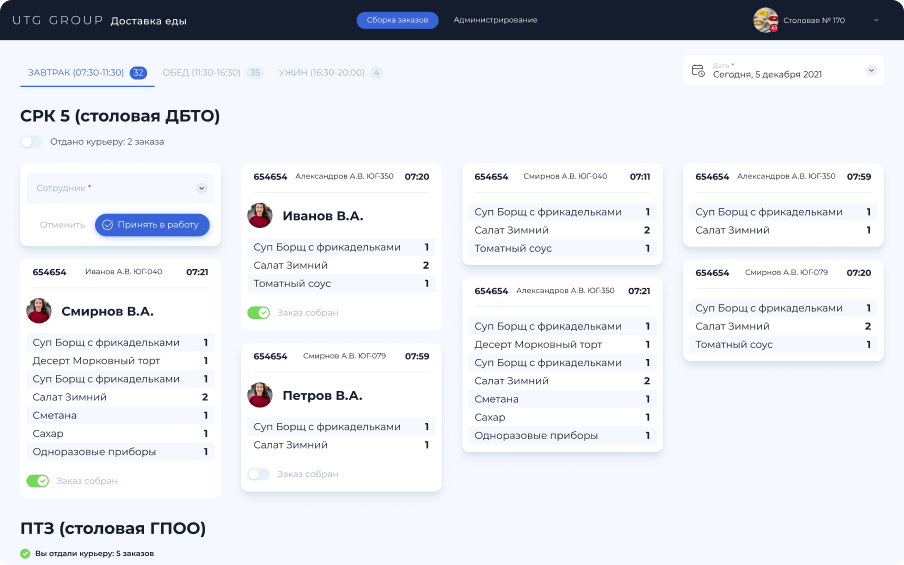 UTG GROUP Доставка еды
Сборка заказов
Администрирование
Столовая № 170
ЗАВТРАК (07:30-11:30) 32
ОБЕД (11:30-16:30) 35
УЖИН (16:30-20:00) 4
Дата *
Сегодня, 5 декабря 2021
СРК 5 (столовая ДБТО)
Отдано курьеру: 2 заказа
Сотрудник *
Отменить
Принять в работу
654654 Иванов А.В. ЮГ-040 07:21
Смирнов В.А.
Суп Борщ с фрикадельками 1
Десерт Морковный торт 1
Суп Борщ с фрикадельками 1
Салат Зимний 2
Сметана 1
Сахар 1
Одноразовые приборы 1
Заказ собран
654654 Александров А.В. ЮГ-350 07:20
Иванов В.А.
Суп Борщ с фрикадельками 1
Салат Зимний 2
Томатный соус 1
Заказ собран
654654 Смирнов А.В. ЮГ-079 07:59
Петров В.А.
Суп Борщ с фрикадельками 1
Салат Зимний 1
Заказ собран
654654 Смирнов А.В. ЮГ-040 07:11
Суп Борщ с фрикадельками 1
Салат Зимний 2
Томатный соус 1
654654 Александров А.В. ЮГ-350 07:21
Суп Борщ с фрикадельками 1
Десерт Морковный торт 1
Суп Борщ с фрикадельками 1
Салат Зимний 2
Сметана 1
Сахар 1
Одноразовые приборы 1
654654 Александров А.В. ЮГ-350 07:59
Суп Борщ с фрикадельками 1
Салат Зимний 1
654654 Смирнов А.В. ЮГ-079 07:20
Суп Борщ с фрикадельками 1
Салат Зимний 2
Томатный соус 1
ПТЗ (столовая ГПОО)
Вы отдали курьеру: 5 заказов